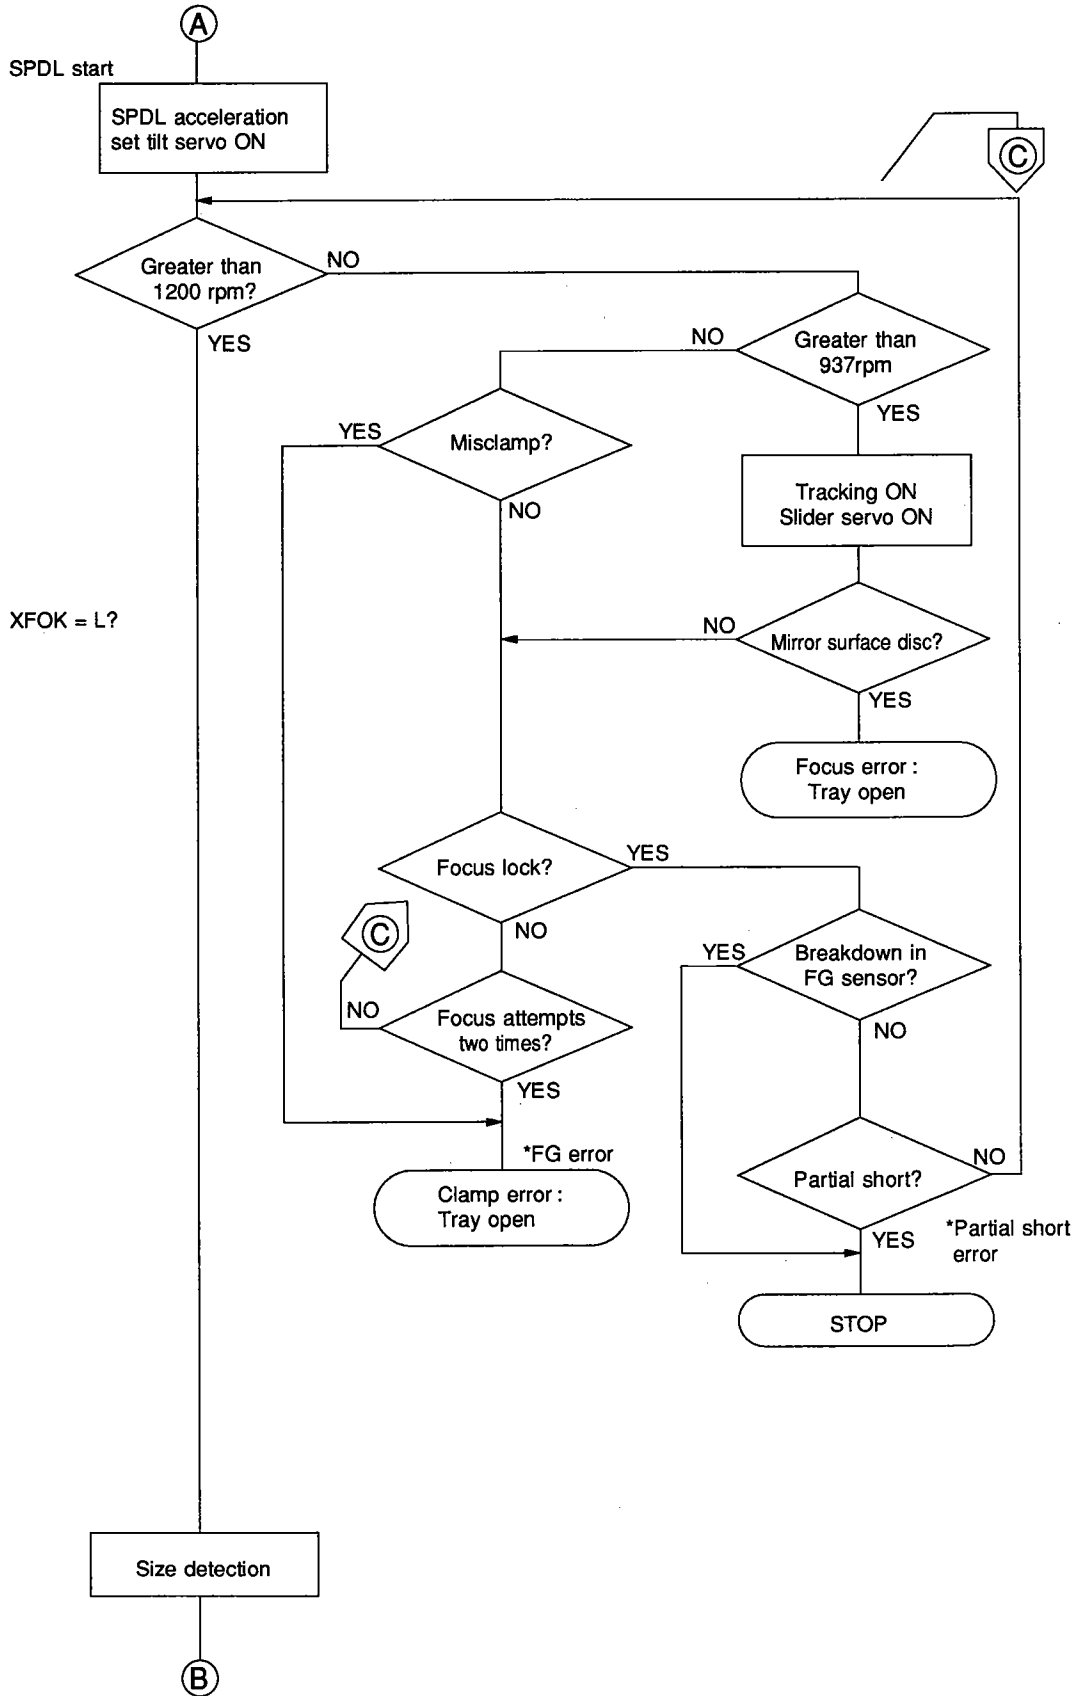 A
SPDL start
SPDL acceleration
set tilt servo ON
C
Greater than
1200 rpm?
NO
YES
Greater than
937rpm
NO
YES
Misclamp?
YES
NO
Tracking ON
Slider servo ON
XFOK = L?
Mirror surface disc?
NO
YES
Focus error :
Tray open
Focus lock?
YES
NO
C
NO
Focus attempts
two times?
YES
Breakdown in
FG sensor?
YES
NO
*FG error
Clamp error :
Tray open
Partial short?
NO
YES
*Partial short
error
STOP
Size detection
B